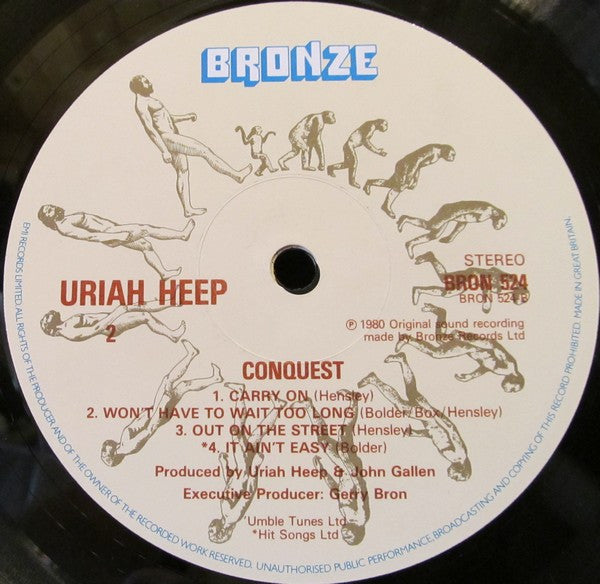 BRONZE
URIAH HEEP
2
STEREO
BRON 524
BRON 524 B
℗ 1980 Original sound recording
made by Bronze Records Ltd
CONQUEST
1. CARRY ON (Hensley)
2. WON'T HAVE TO WAIT TOO LONG (Bolder/Box/Hensley)
3. OUT ON THE STREET (Hensley)
*4. IT AIN'T EASY (Bolder)
Produced by Uriah Heep & John Gallen
Executive Producer: Gerry Bron
'Umble Tunes Ltd
*Hit Songs Ltd
EMI RECORDS LIMITED. ALL RIGHTS OF THE PRODUCER AND OF THE OWNER OF THE RECORDED WORK RESERVED. UNAUTHORISED PUBLIC PERFORMANCE, BROADCASTING AND COPYING OF THIS RECORD PROHIBITED. MADE IN GREAT BRITAIN.